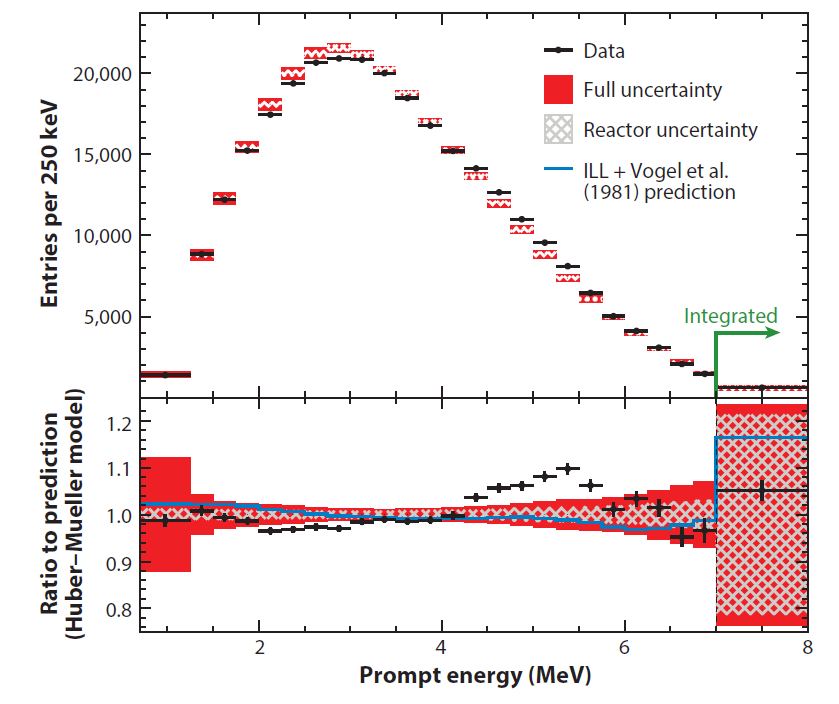 Entries per 250 keV
20,000
15,000
10,000
5,000
Data
Full uncertainty
Reactor uncertainty
ILL + Vogel et al.
(1981) prediction
Integrated
Ratio to prediction
(Huber–Mueller model)
1.2
1.1
1.0
0.9
0.8
2
4
6
8
Prompt energy (MeV)